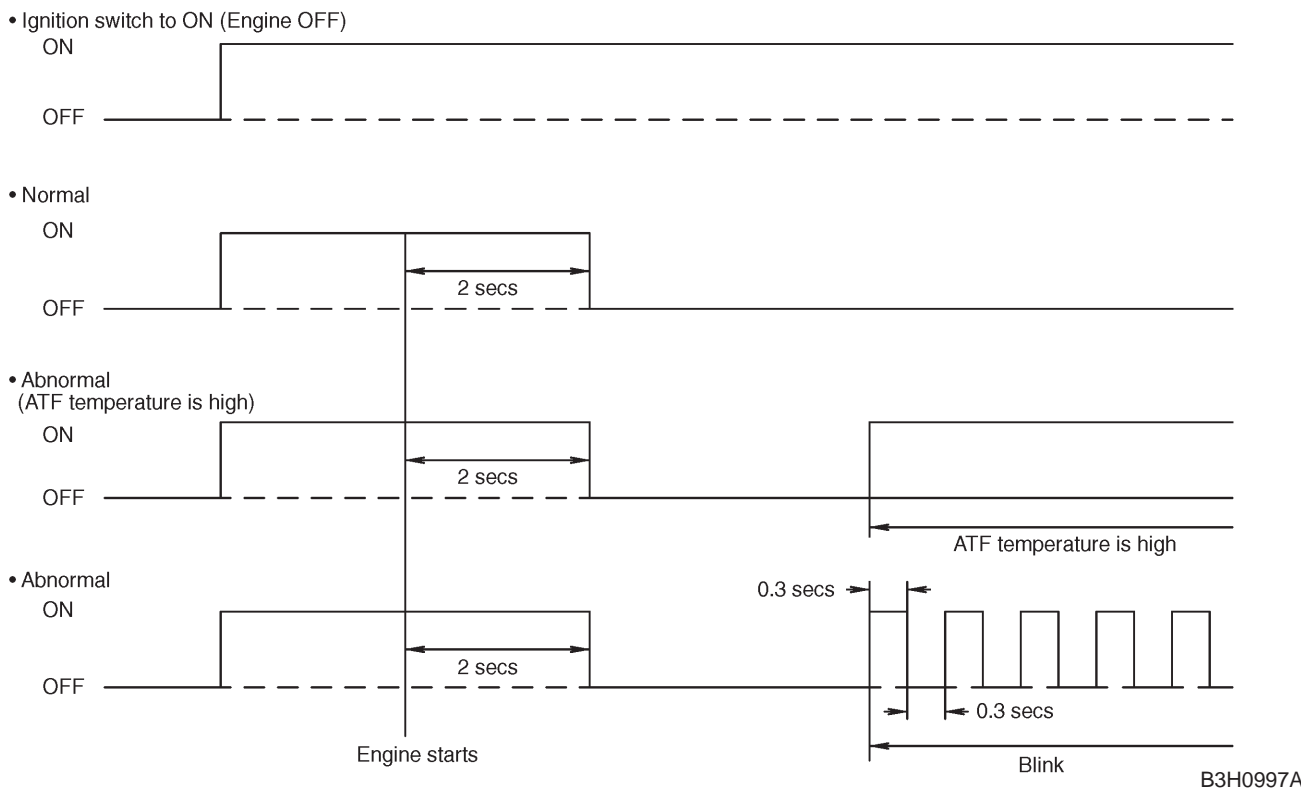 • Ignition switch to ON (Engine OFF)
ON
OFF
• Normal
ON
2 secs
OFF
• Abnormal
(ATF temperature is high)
ON
2 secs
OFF
ATF temperature is high
• Abnormal
0.3 secs
ON
2 secs
OFF
0.3 secs
Engine starts
Blink
B3H0997A